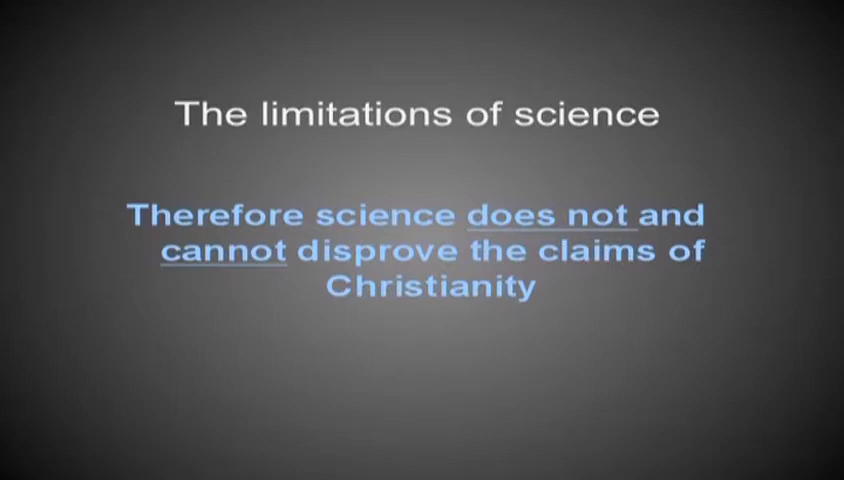 The limitations of science
Therefore science does not and
cannot disprove the claims of
Christianity